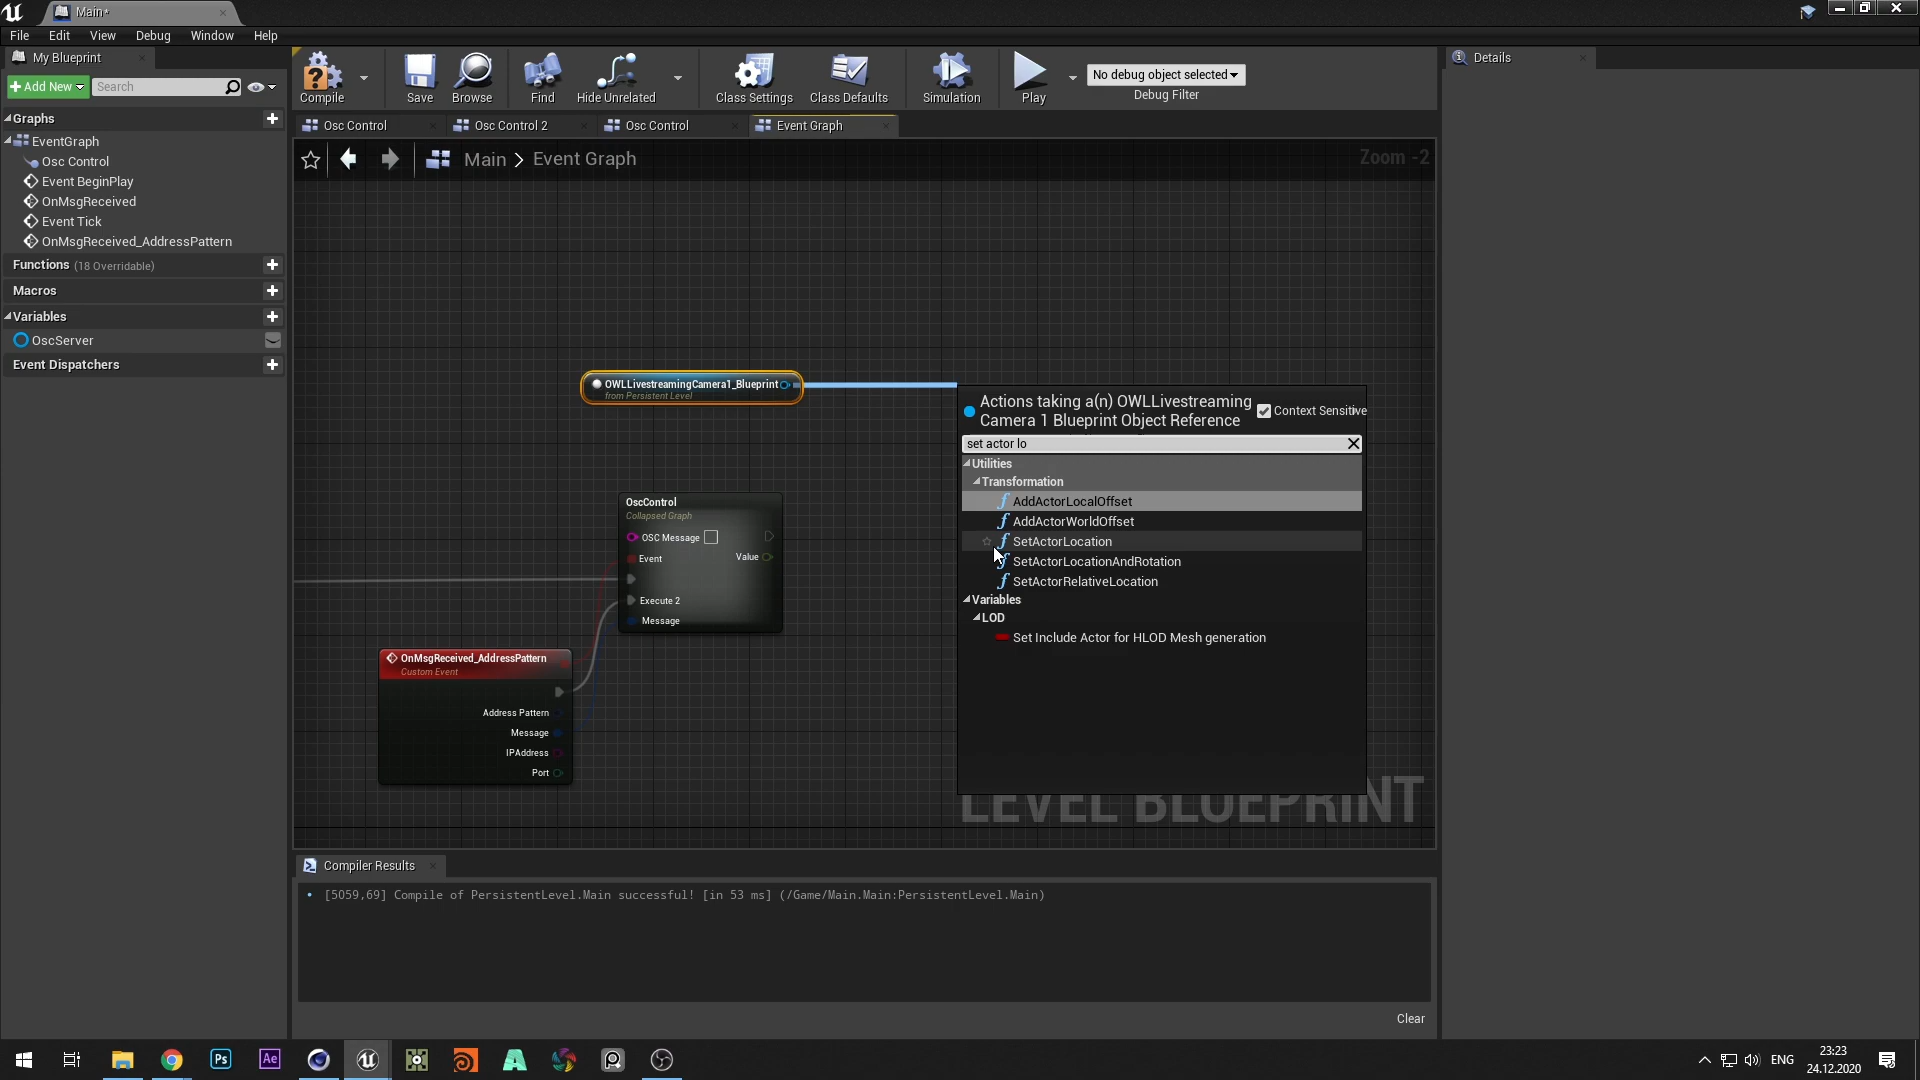 Main•
File Edit View Debug Window Help
My Blueprint
Add New
Search
Graphs
EventGraph
Osc Control
Event BeginPlay
OnMsgReceived
Event Tick
OnMsgReceived_AddressPattern
Functions (18 Overridable)
Macros
Variables
OscServer
Event Dispatchers
Compile
Save
Browse
Find
Hide Unrelated
Class Settings
Class Defaults
Simulation
Play
No debug object selected
Debug Filter
Osc Control
Osc Control 2
Osc Control
Event Graph
Main > Event Graph
Zoom -2
OWLLivestreamingCamera1_Blueprint
from Persistent Level
OscControl
Collapsed Graph
OSC Message
Event
Value
Execute 2
Message
OnMsgReceived_AddressPattern
Custom Event
Address Pattern
Message
IPAddress
Port
Actions taking a(n) OWLLivestreaming
Camera 1 Blueprint Object Reference
Context Sensitive
set actor lo
Utilities
Transformation
AddActorLocalOffset
AddActorWorldOffset
SetActorLocation
SetActorLocationAndRotation
SetActorRelativeLocation
Variables
LOD
Set Include Actor for HLOD Mesh generation
LEVEL BLUEPRINT
Compiler Results
• [5059,69] Compile of PersistentLevel.Main successful! [in 53 ms] (/Game/Main.Main:PersistentLevel.Main)
Clear
Details
Ps
Ae
ENG
23:23
24.12.2020